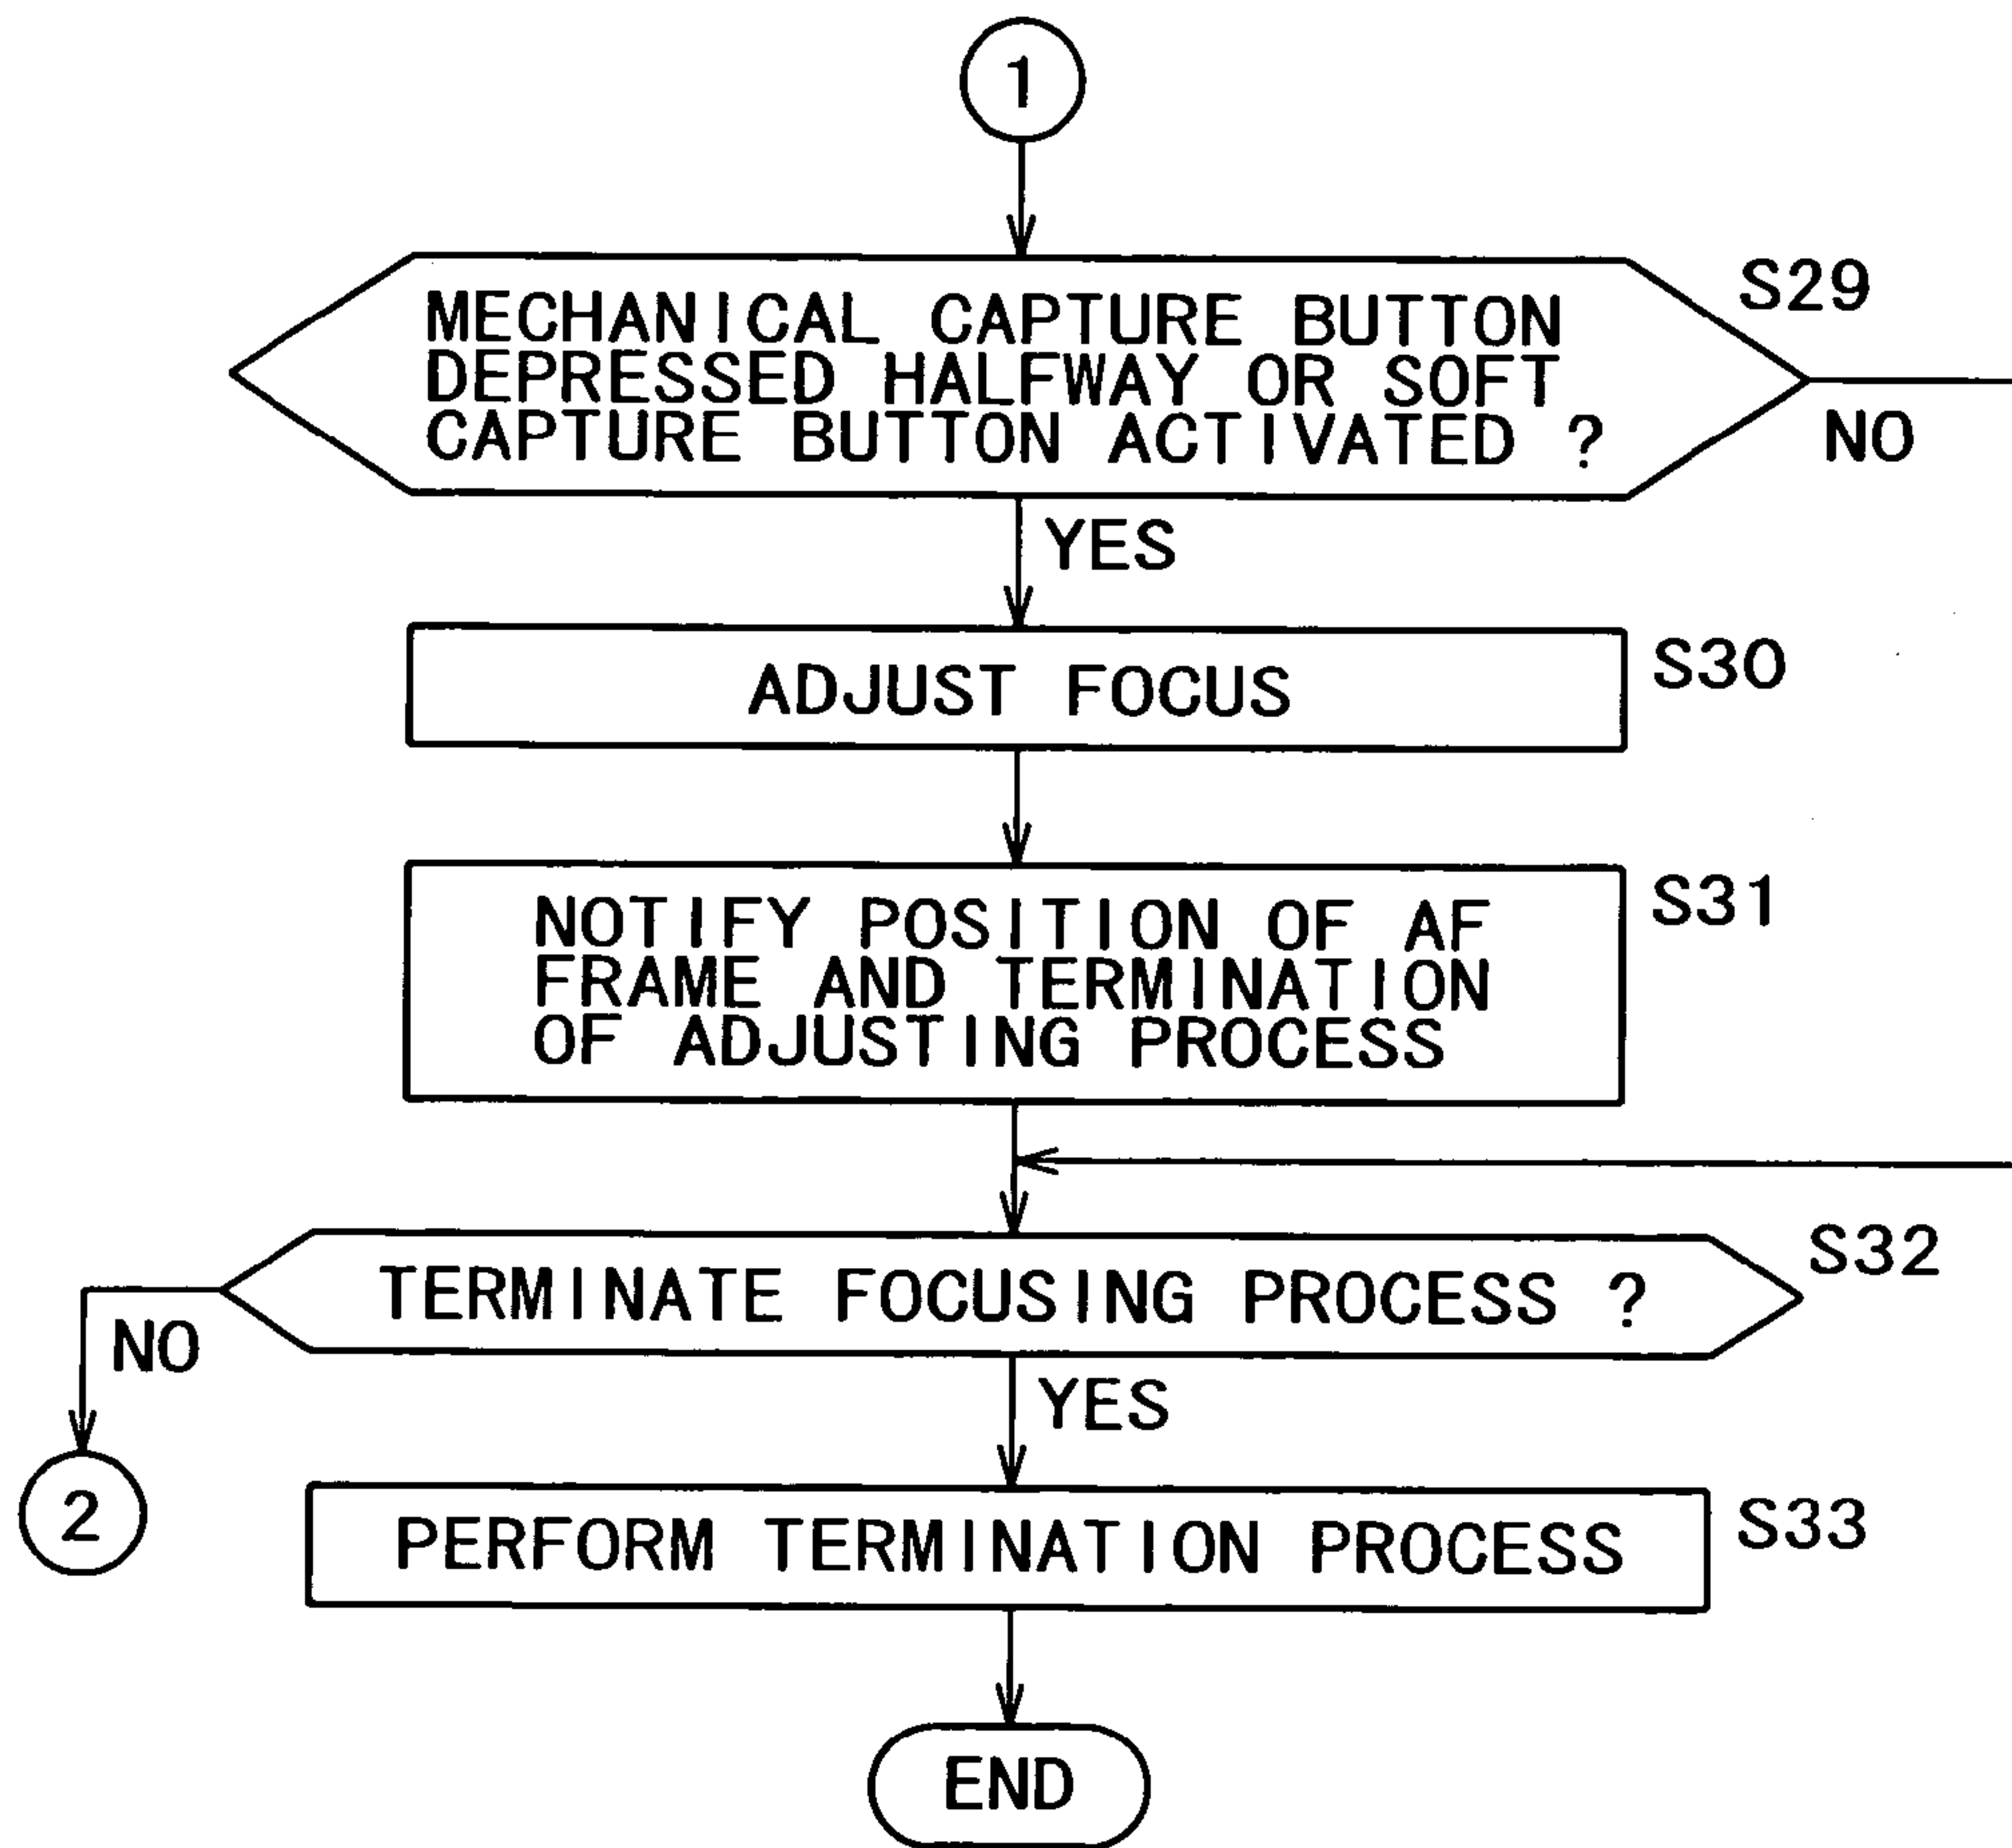 1
MECHANICAL CAPTURE BUTTON
DEPRESSED HALFWAY OR SOFT
CAPTURE BUTTON ACTIVATED ?
S29
NO
YES
ADJUST FOCUS
S30
NOTIFY POSITION OF AF
FRAME AND TERMINATION
OF ADJUSTING PROCESS
S31
TERMINATE FOCUSING PROCESS ?
S32
NO
YES
2
PERFORM TERMINATION PROCESS
S33
END